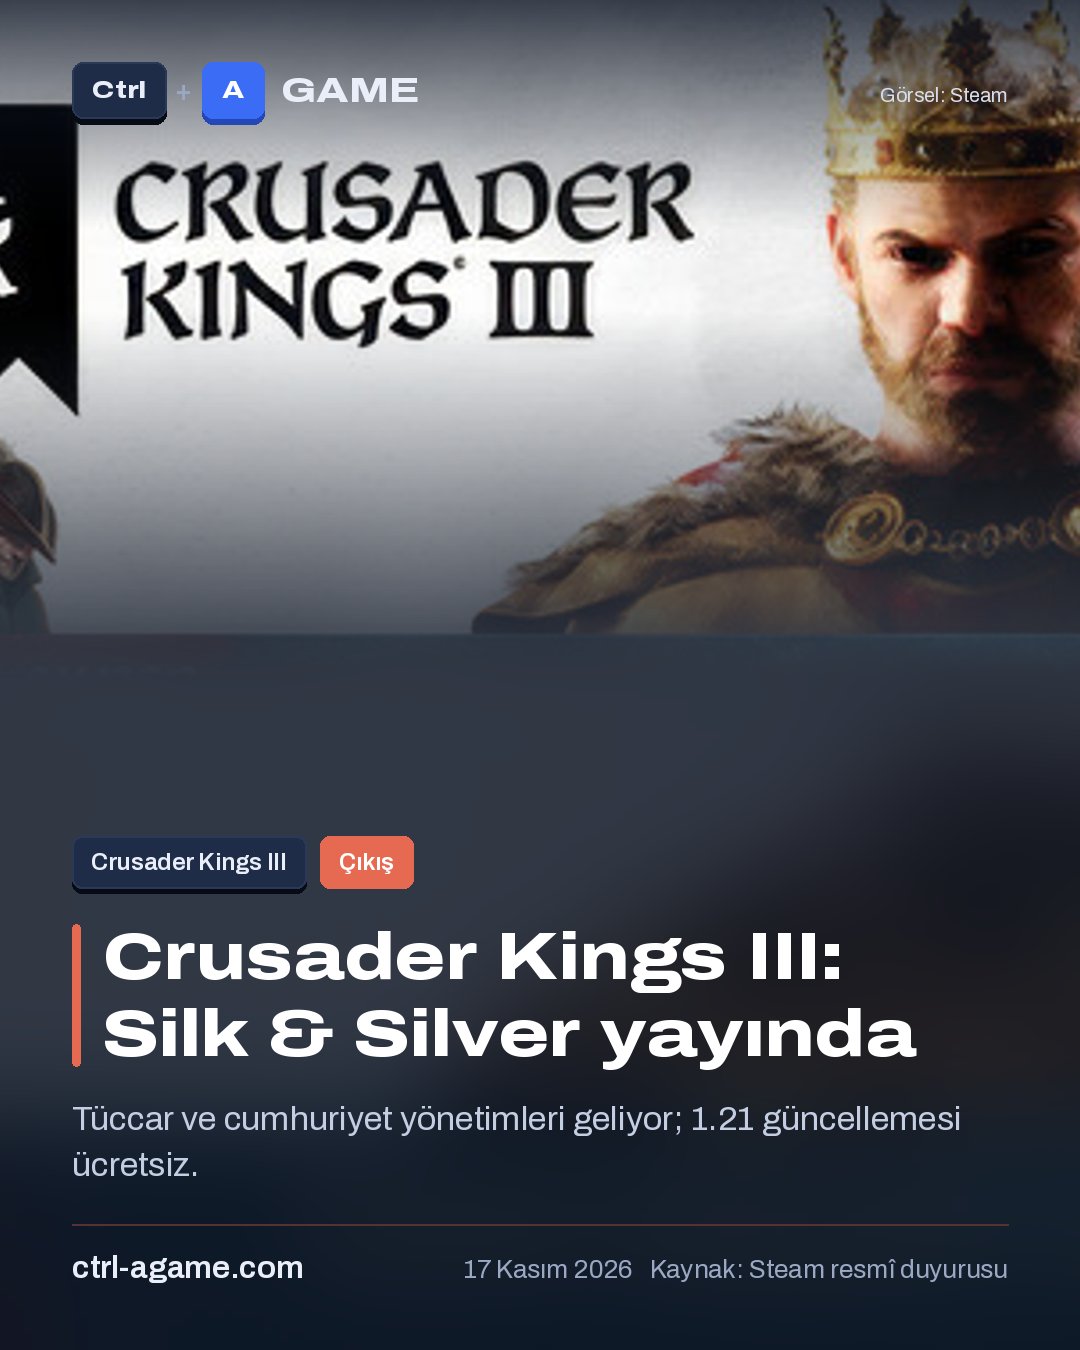 Ctrl + A GAME
Görsel: Steam
CRUSADER
KINGS III
Crusader Kings III
Çıkış
Crusader Kings III:
Silk & Silver yayında
Tüccar ve cumhuriyet yönetimleri geliyor; 1.21 güncellemesi
ücretsiz.
ctrl-agame.com
17 Kasım 2026 Kaynak: Steam resmî duyurusu